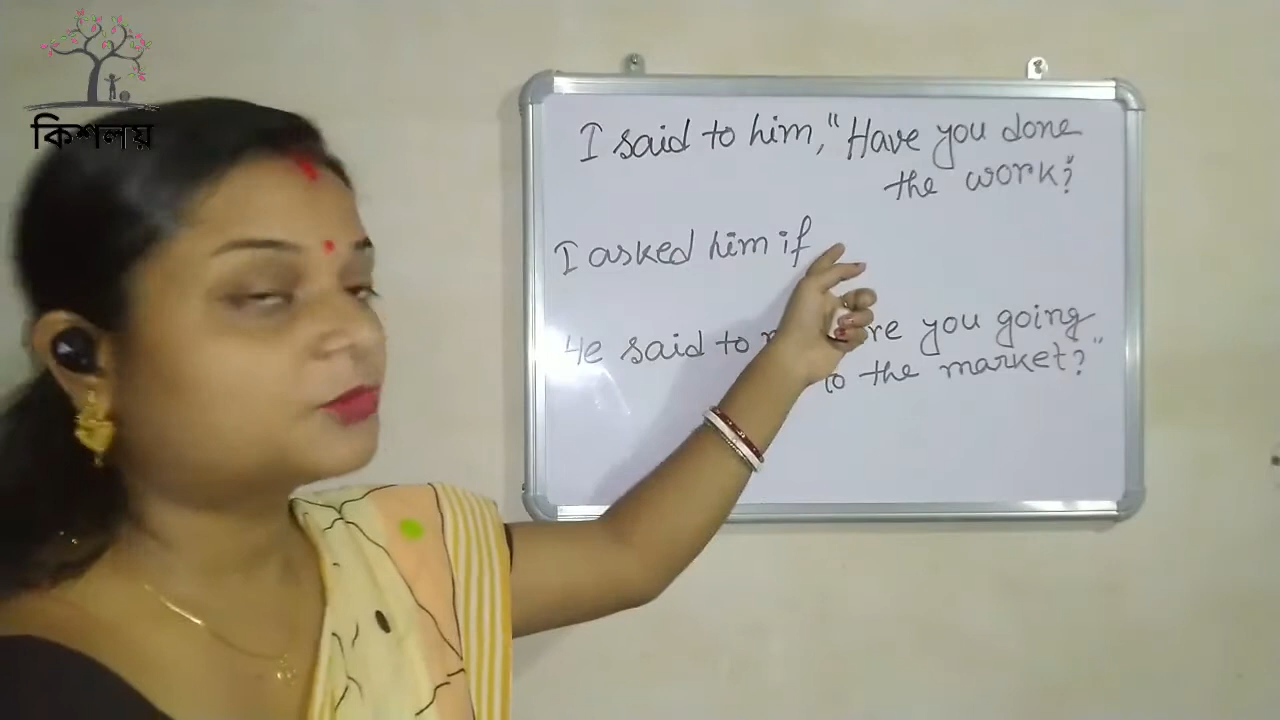 কিশলয়
I said to him, "Have you done
the work?"
I asked him if
He said to are you going
to the market?"